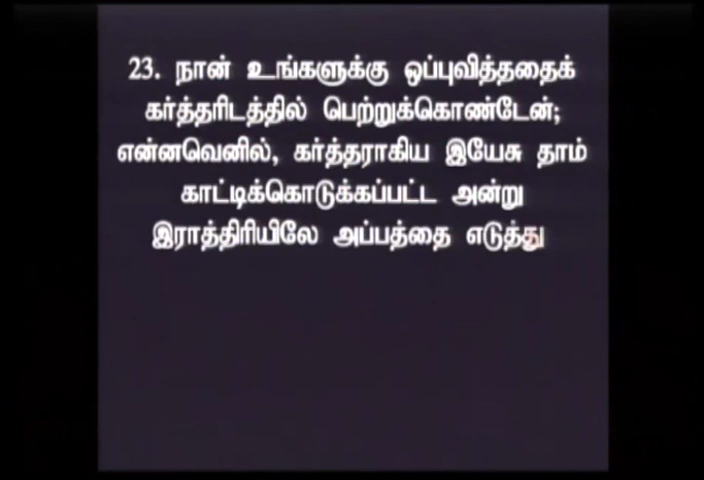 23. நான் உங்களுக்கு ஒப்புவித்ததைக்
கர்த்தரிடத்தில் பெற்றுக்கொண்டேன்;
என்னவெனில், கர்த்தராகிய இயேசு தாம்
காட்டிக்கொடுக்கப்பட்ட அன்று
இராத்திரியிலே அப்பத்தை எடுத்து